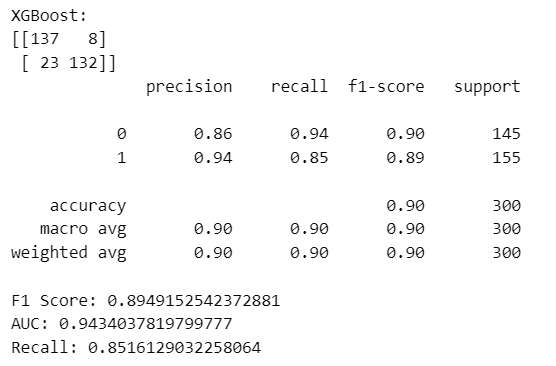 XGBoost:
[[137   8]
 [ 23 132]]
              precision    recall  f1-score   support

           0       0.86      0.94      0.90       145
           1       0.94      0.85      0.89       155

    accuracy                           0.90       300
   macro avg       0.90      0.90      0.90       300
weighted avg       0.90      0.90      0.90       300

F1 Score: 0.8949152542372881
AUC: 0.9434037819799777
Recall: 0.8516129032258064